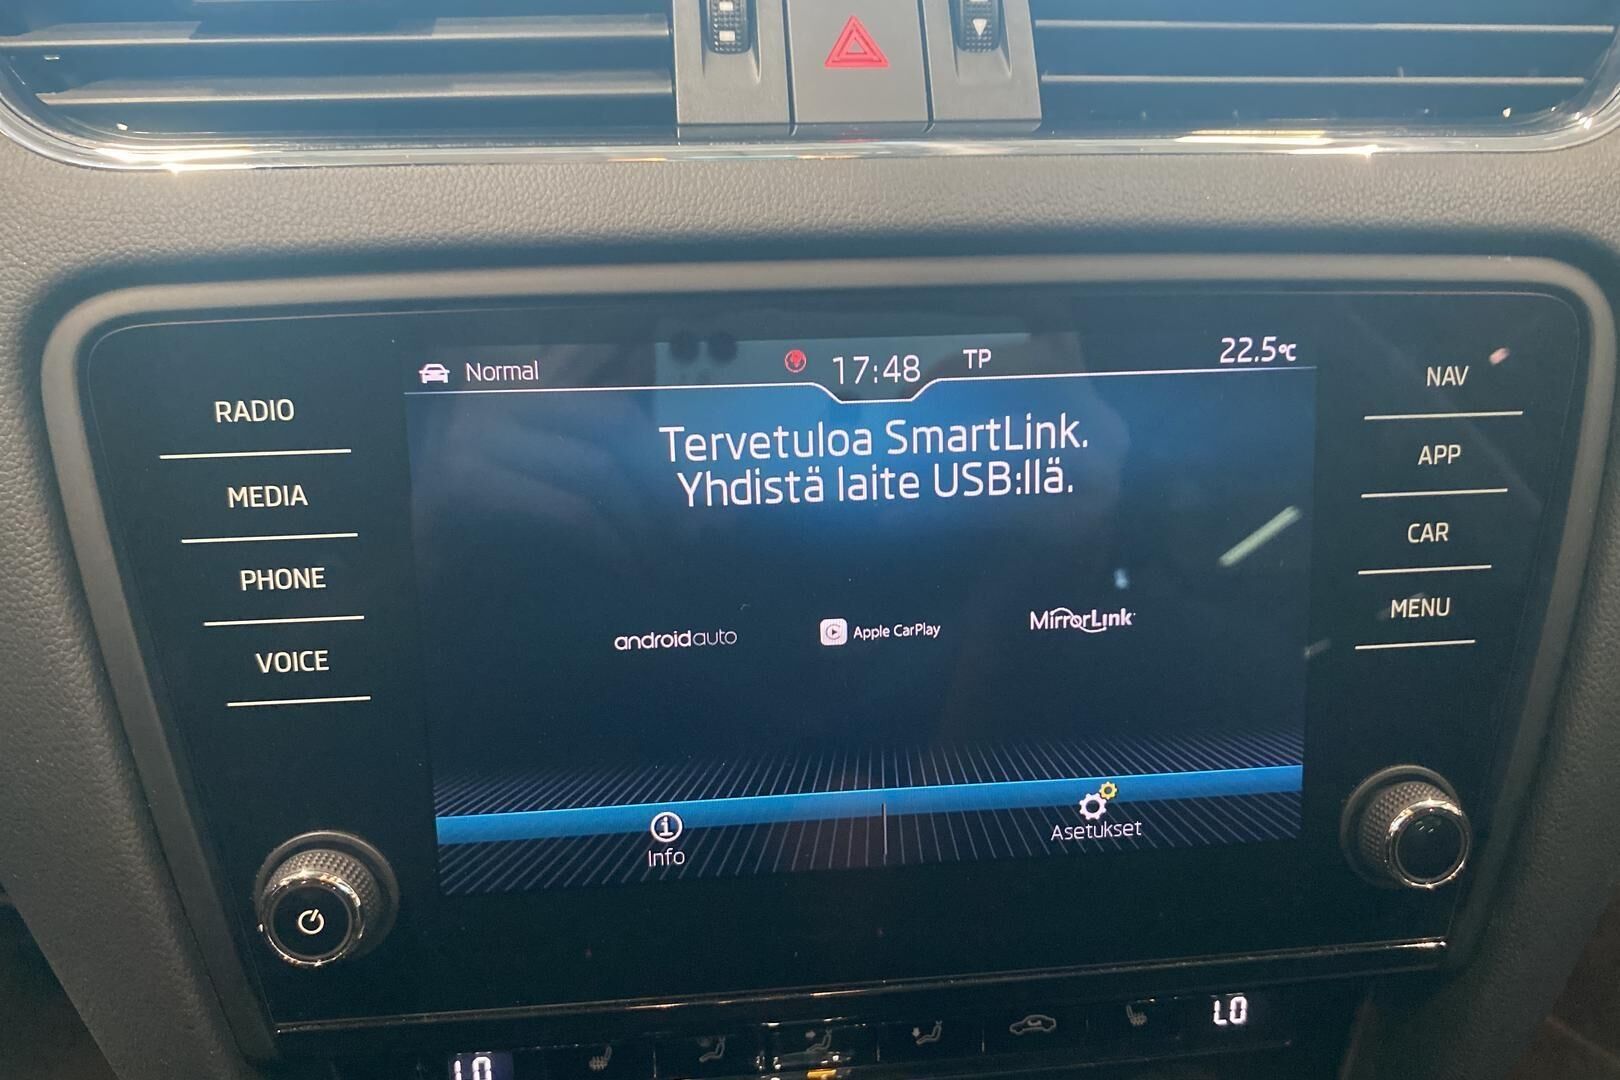 Normal
17:48
TP
22.5°C
Tervetuloa SmartLink.
Yhdistä laite USB:llä.
RADIO
MEDIA
PHONE
VOICE
NAV
APP
CAR
MENU
androidauto
Apple CarPlay
MirrorLink
Info
Asetukset
LO
LO